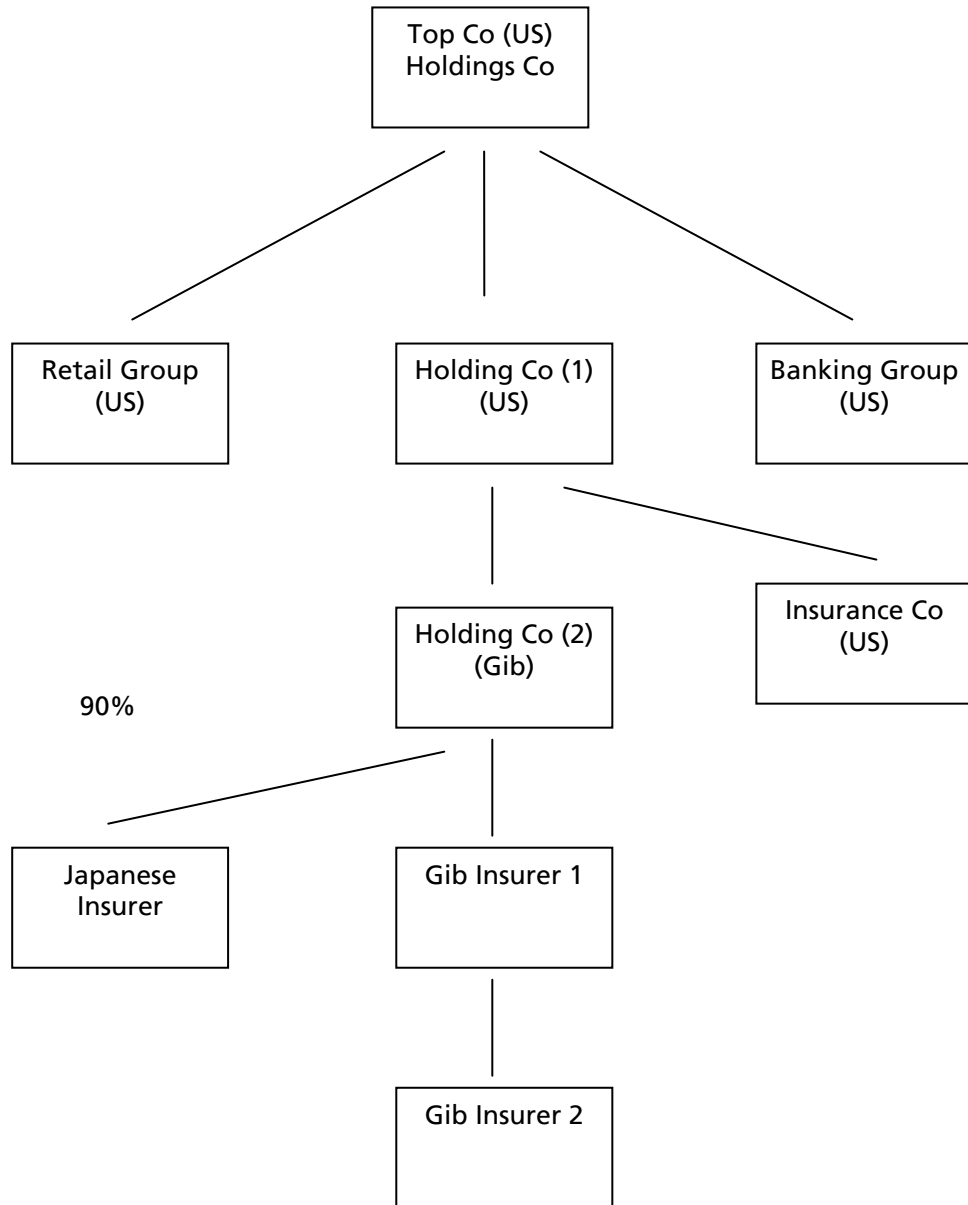 Top Co (US)
Holdings Co
Retail Group
(US)
Holding Co (1)
(US)
Banking Group
(US)
Holding Co (2)
(Gib)
Insurance Co
(US)
90%
Japanese
Insurer
Gib Insurer 1
Gib Insurer 2